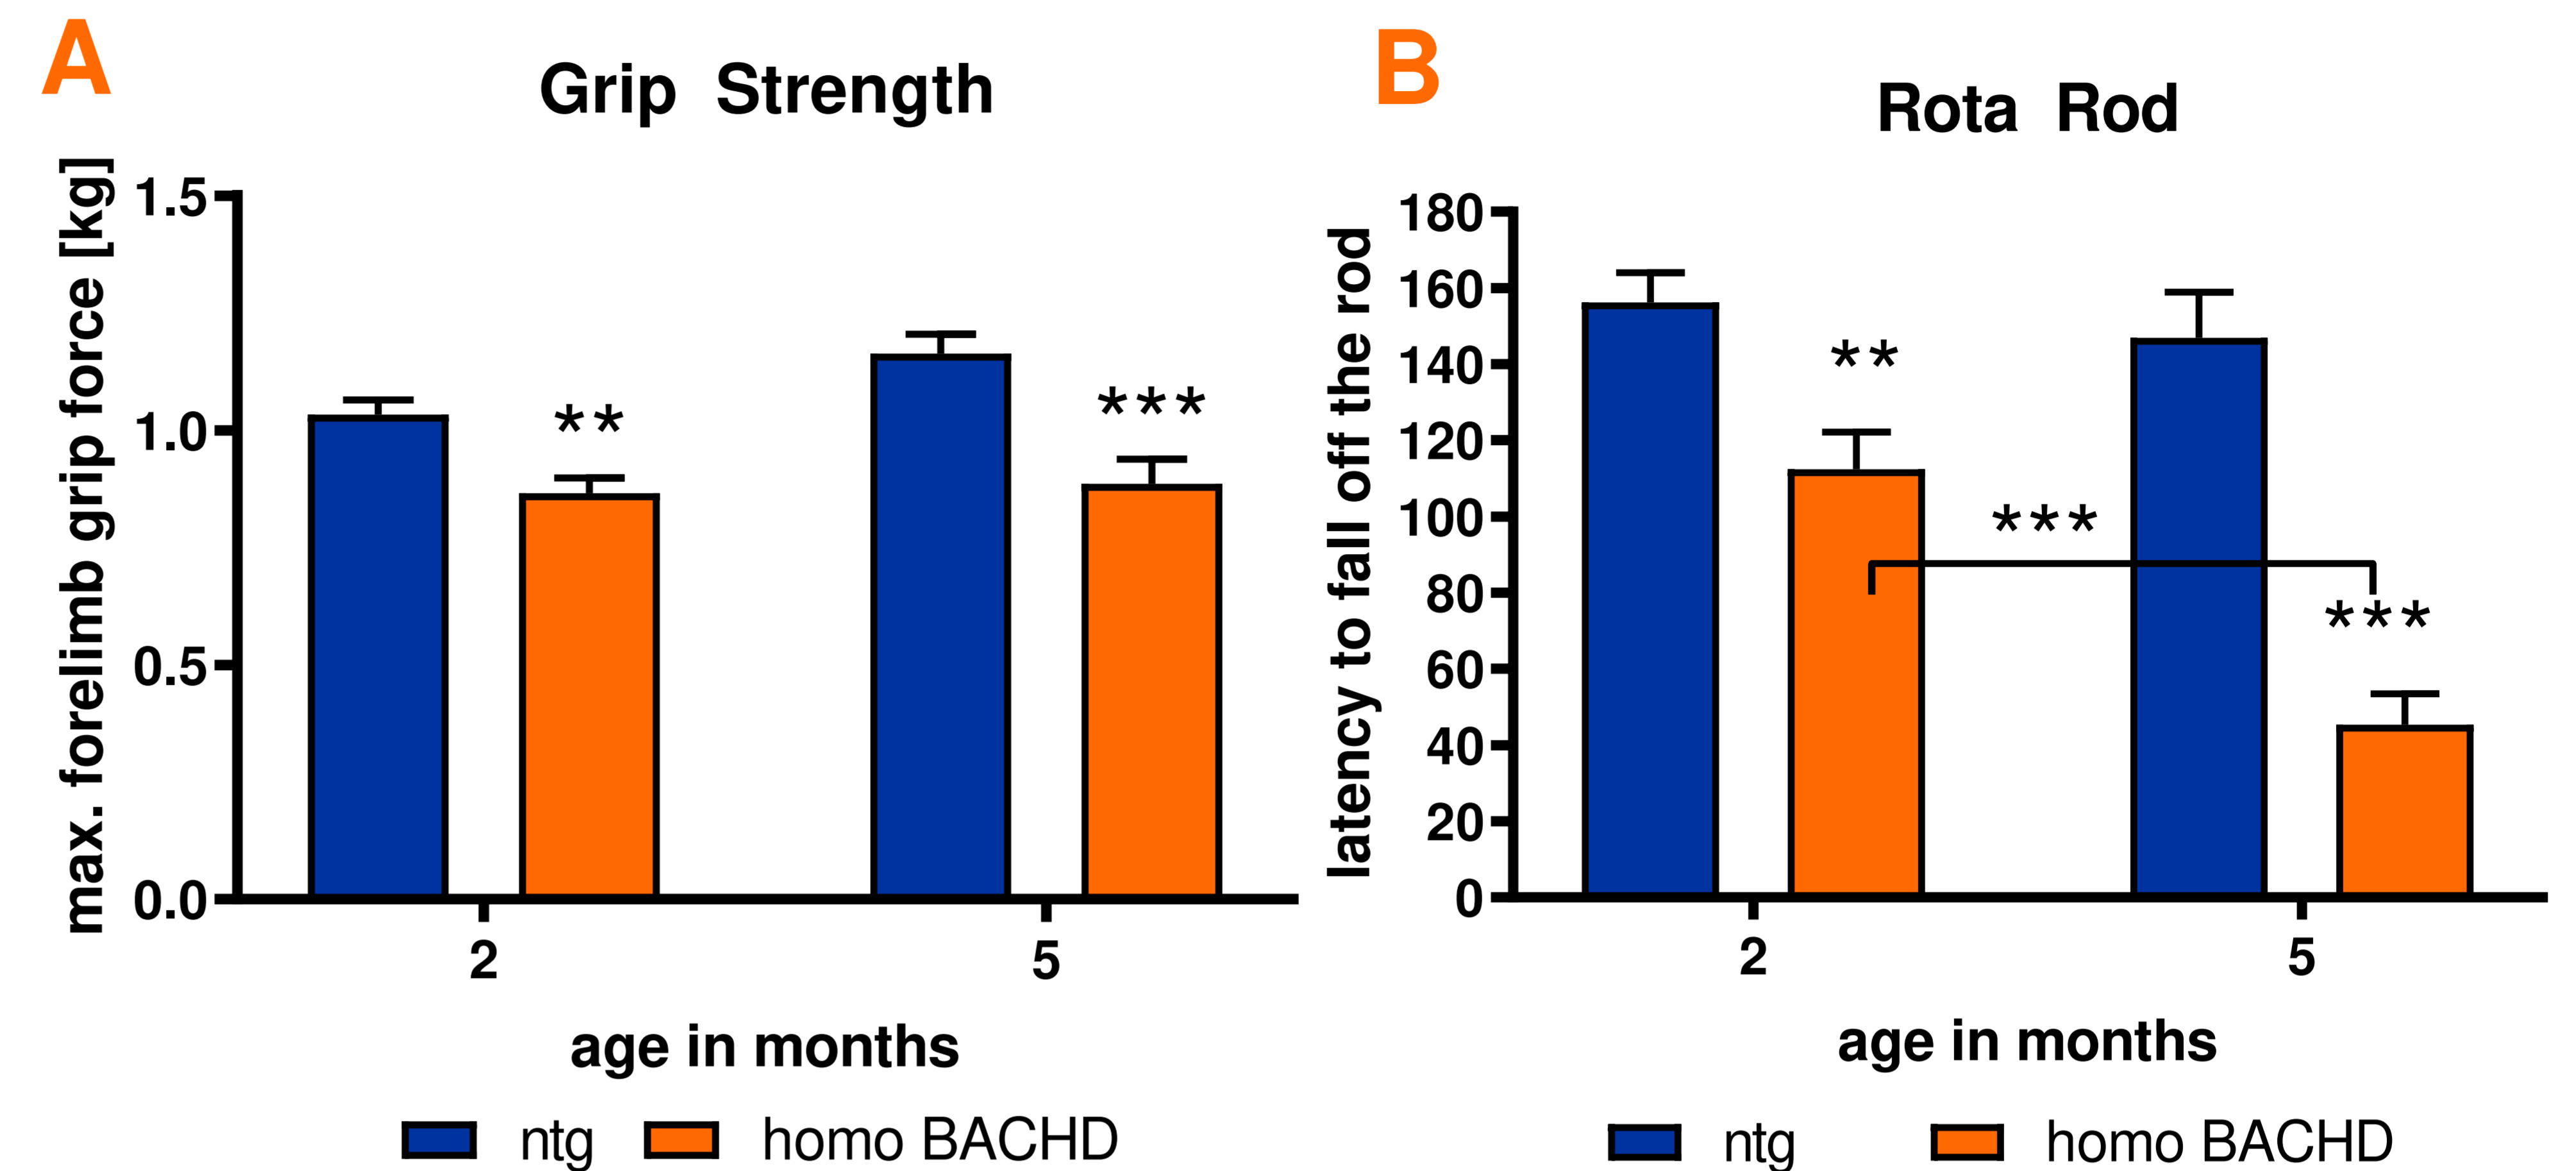 A
Grip Strength
max. forelimb grip force [kg]
1.5
1.0
0.5
0.0
**
***
2
5
age in months
ntg
homo BACHD
B
Rota Rod
latency to fall off the rod
180
160
140
120
100
80
60
40
20
0
**
***
***
2
5
age in months
ntg
homo BACHD